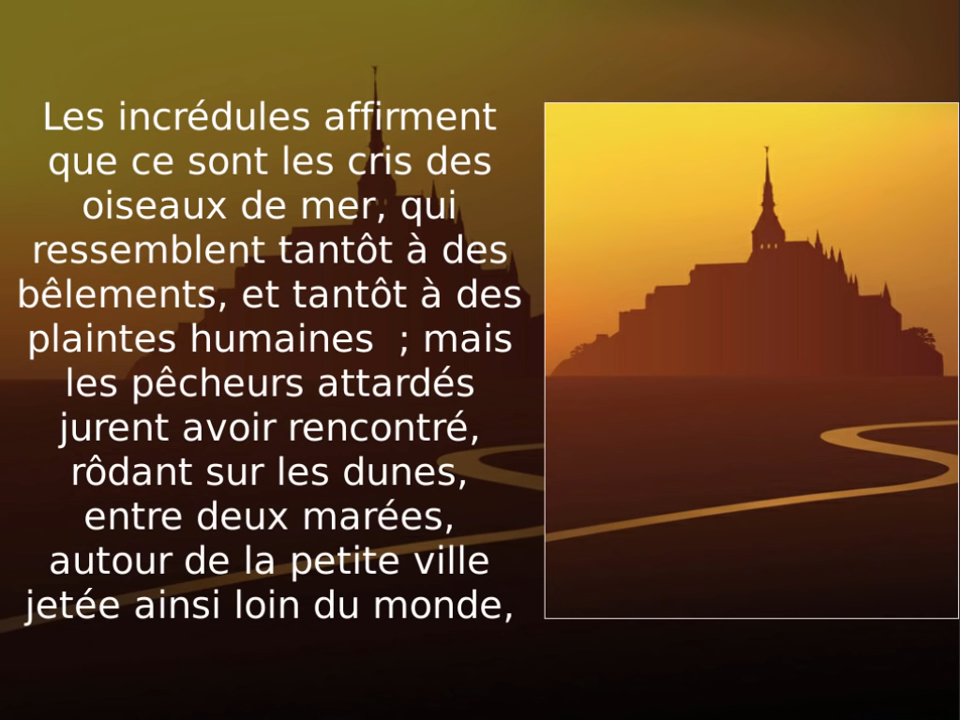 Les incrédules affirment
que ce sont les cris des
oiseaux de mer, qui
ressemblent tantôt à des
bêlements, et tantôt à des
plaintes humaines  ; mais
les pêcheurs attardés
jurent avoir rencontré,
rôdant sur les dunes,
entre deux marées,
autour de la petite ville
jetée ainsi loin du monde,